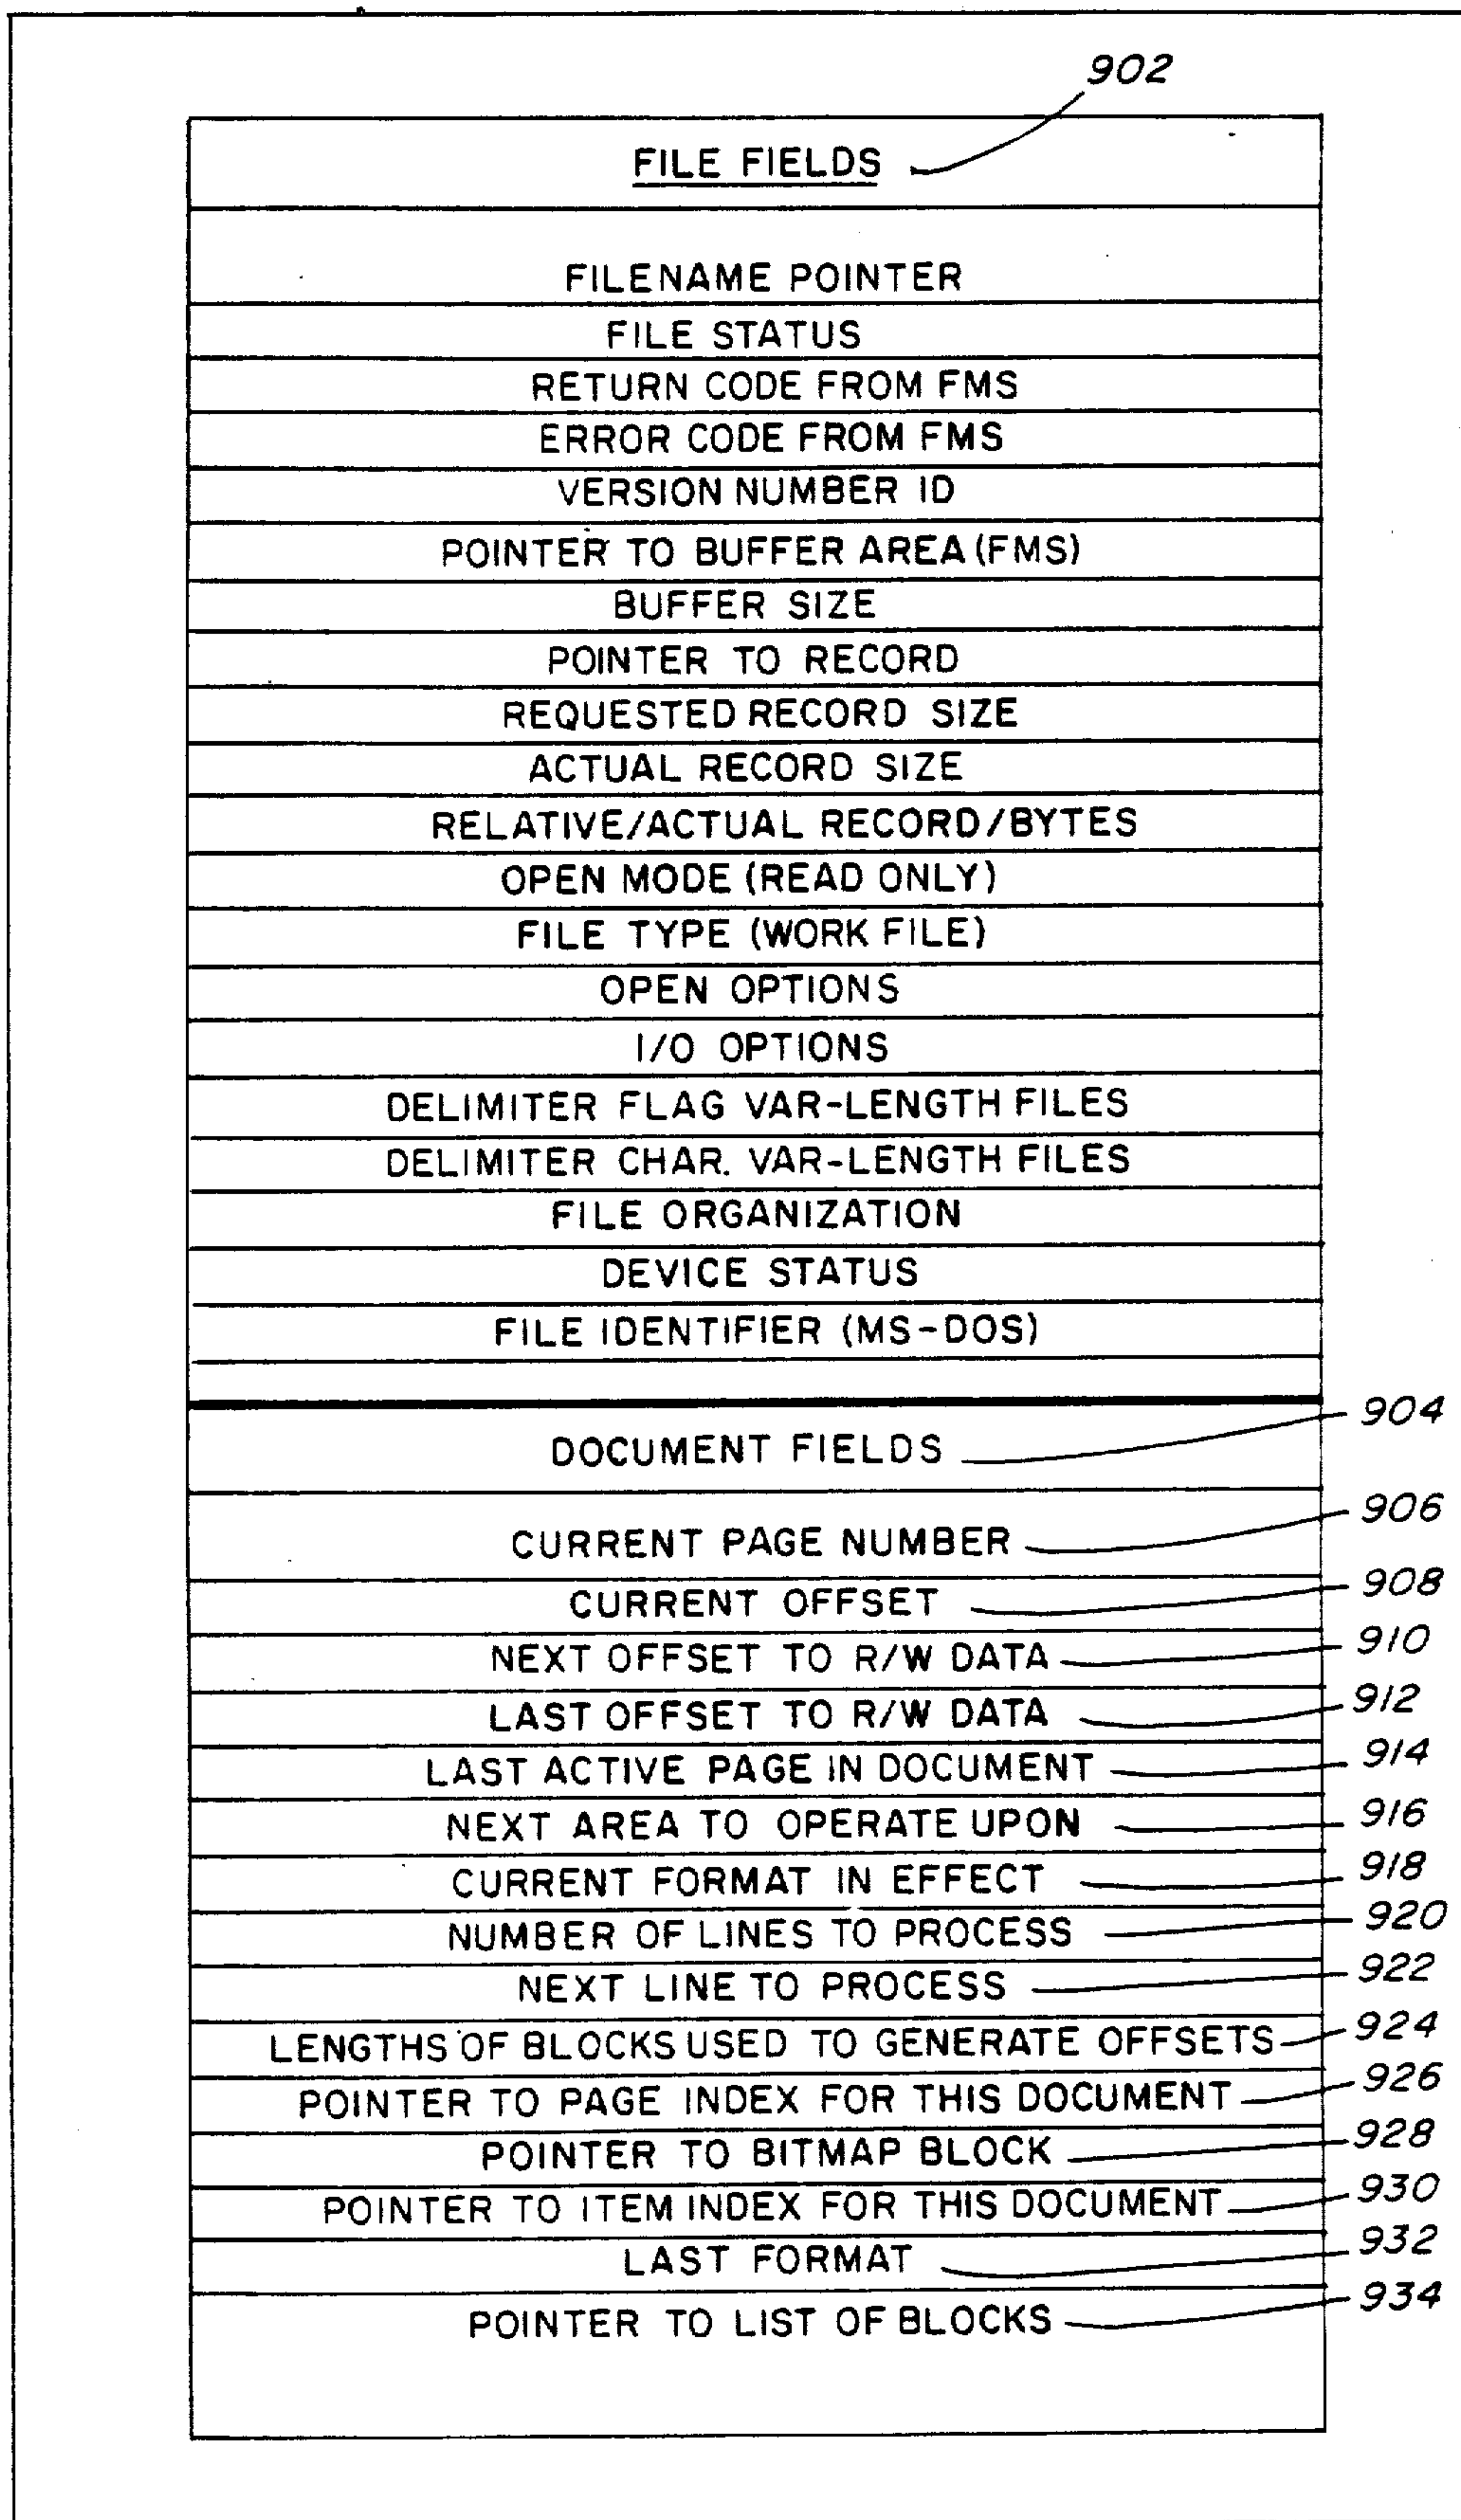 902
FILE FIELDS
FILENAME POINTER
FILE STATUS
RETURN CODE FROM FMS
ERROR CODE FROM FMS
VERSION NUMBER ID
POINTER TO BUFFER AREA (FMS)
BUFFER SIZE
POINTER TO RECORD
REQUESTED RECORD SIZE
ACTUAL RECORD SIZE
RELATIVE/ACTUAL RECORD/BYTES
OPEN MODE (READ ONLY)
FILE TYPE (WORK FILE)
OPEN OPTIONS
I/O OPTIONS
DELIMITER FLAG VAR-LENGTH FILES
DELIMITER CHAR. VAR-LENGTH FILES
FILE ORGANIZATION
DEVICE STATUS
FILE IDENTIFIER (MS-DOS)
DOCUMENT FIELDS 904
CURRENT PAGE NUMBER 906
CURRENT OFFSET 908
NEXT OFFSET TO R/W DATA 910
LAST OFFSET TO R/W DATA 912
LAST ACTIVE PAGE IN DOCUMENT 914
NEXT AREA TO OPERATE UPON 916
CURRENT FORMAT IN EFFECT 918
NUMBER OF LINES TO PROCESS 920
NEXT LINE TO PROCESS 922
LENGTHS OF BLOCKS USED TO GENERATE OFFSETS 924
POINTER TO PAGE INDEX FOR THIS DOCUMENT 926
POINTER TO BITMAP BLOCK 928
POINTER TO ITEM INDEX FOR THIS DOCUMENT 930
LAST FORMAT 932
POINTER TO LIST OF BLOCKS 934